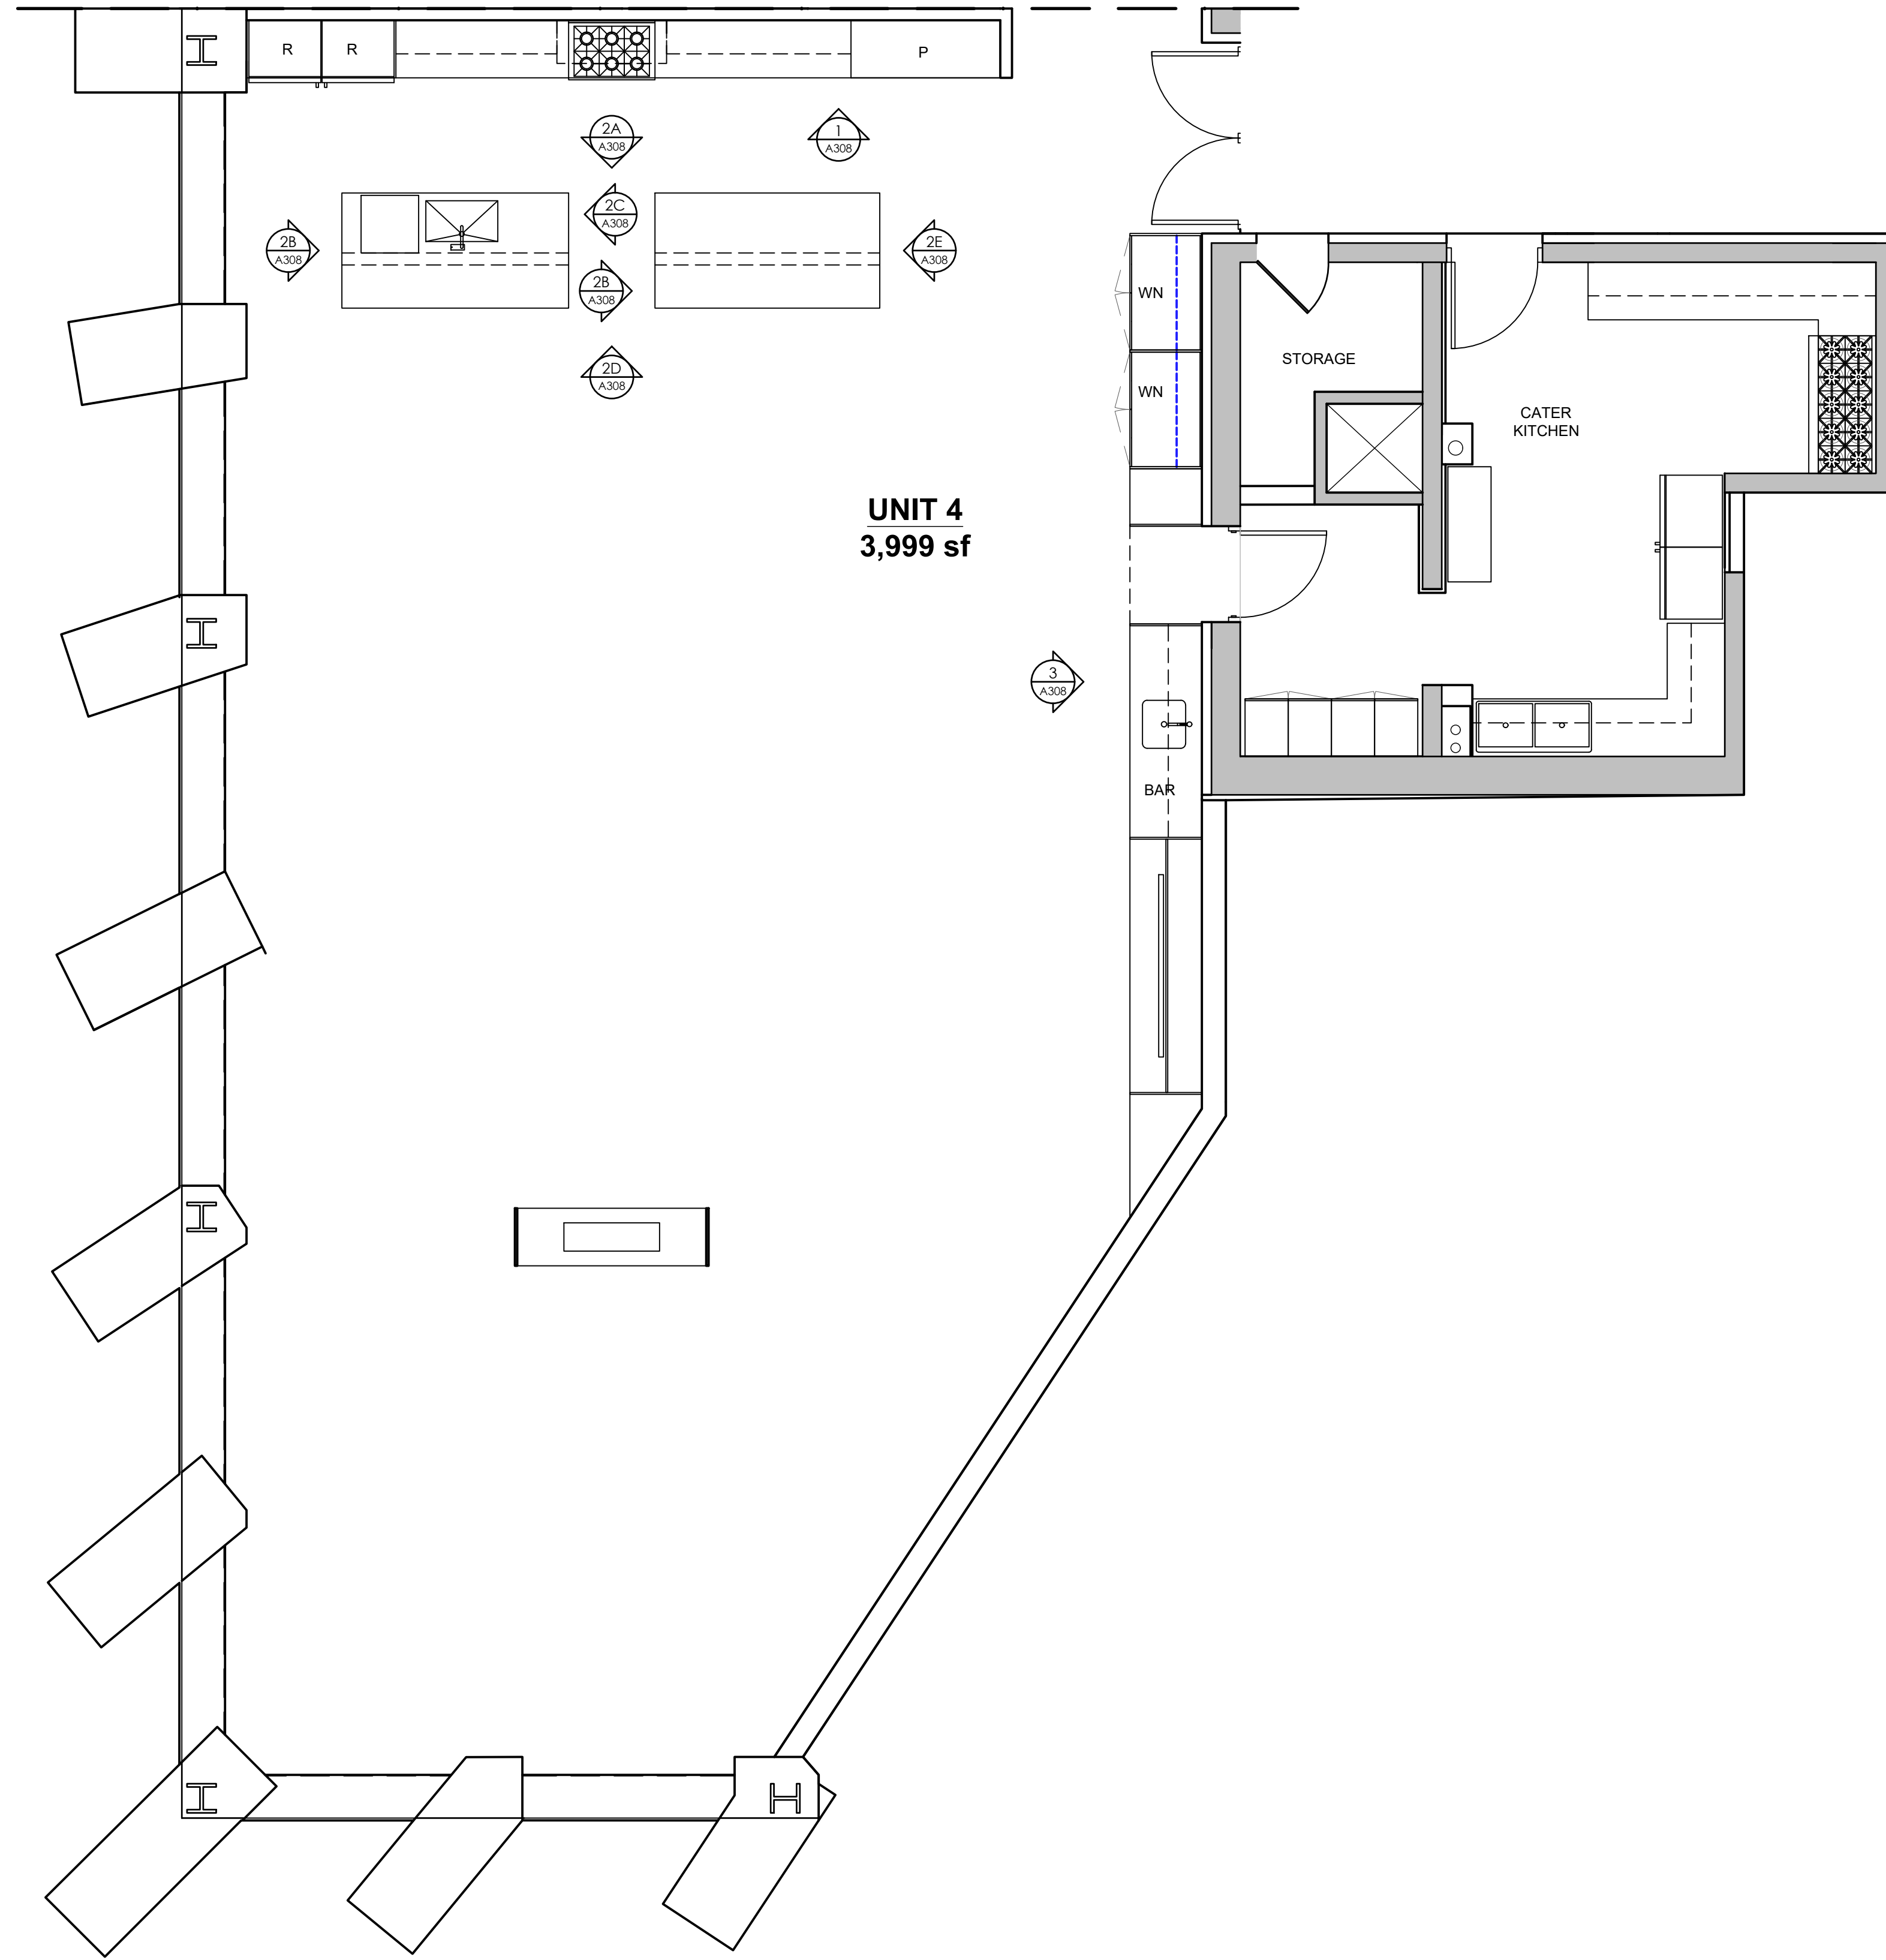 R
R
P
2A
A308
1
A308
2C
A308
2B
A308
2E
A308
2B
A308
2D
A308
WN
WN
STORAGE
CATER
KITCHEN
UNIT 4
3,999 sf
3
A308
BAR